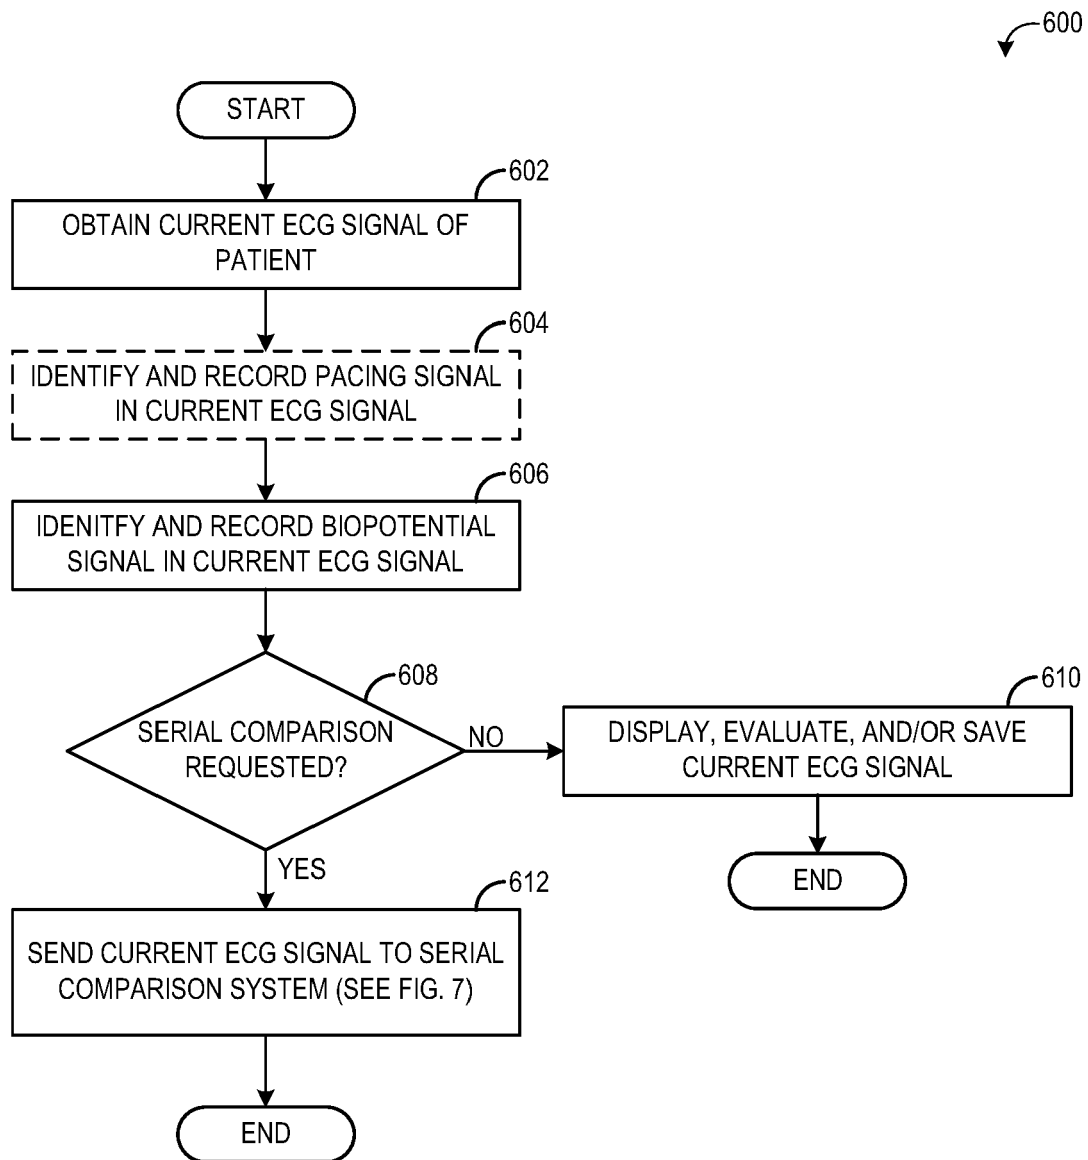 600
START
602
OBTAIN CURRENT ECG SIGNAL OF
PATIENT
604
IDENTIFY AND RECORD PACING SIGNAL
IN CURRENT ECG SIGNAL
606
IDENITFY AND RECORD BIOPOTENTIAL
SIGNAL IN CURRENT ECG SIGNAL
608
SERIAL COMPARISON
REQUESTED?
NO
610
DISPLAY, EVALUATE, AND/OR SAVE
CURRENT ECG SIGNAL
END
YES
612
SEND CURRENT ECG SIGNAL TO SERIAL
COMPARISON SYSTEM (SEE FIG. 7)
END